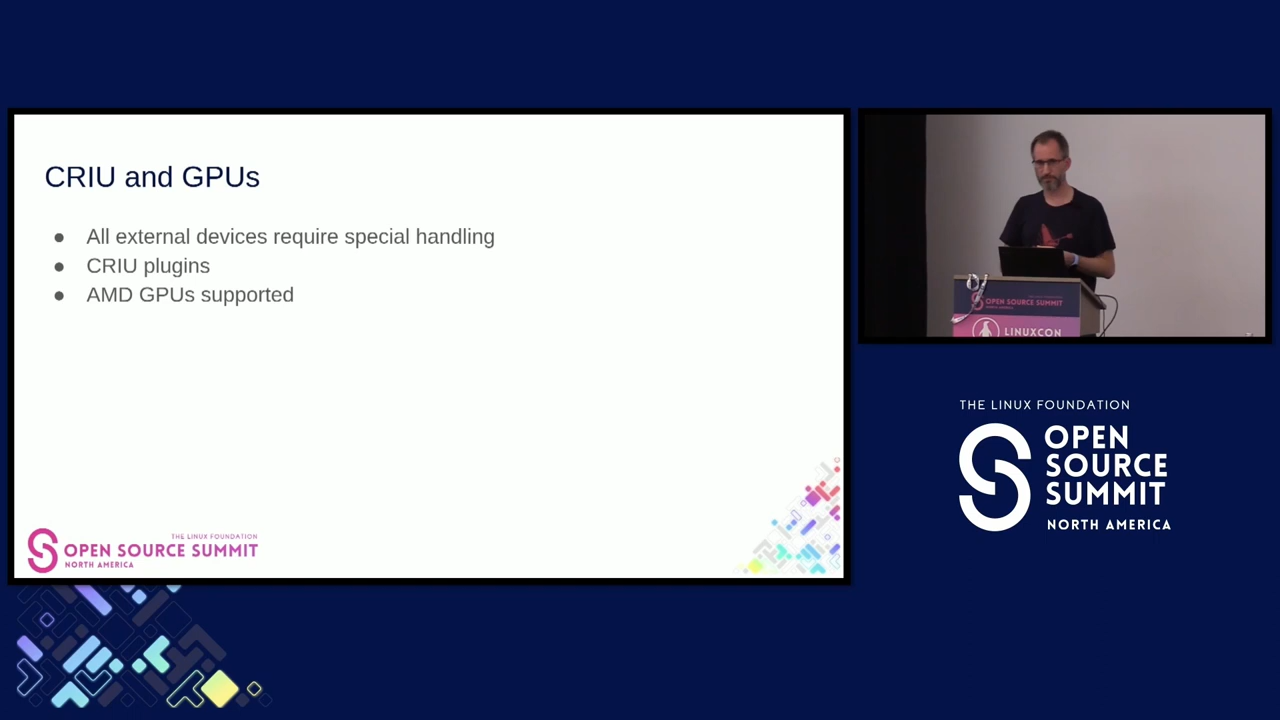 CRIU and GPUs
● All external devices require special handling
● CRIU plugins
● AMD GPUs supported
THE LINUX FOUNDATION
OPEN SOURCE SUMMIT
NORTH AMERICA
OPEN SOURCE SUMMIT
LINUXCON
THE LINUX FOUNDATION
OPEN
SOURCE
SUMMIT
NORTH AMERICA